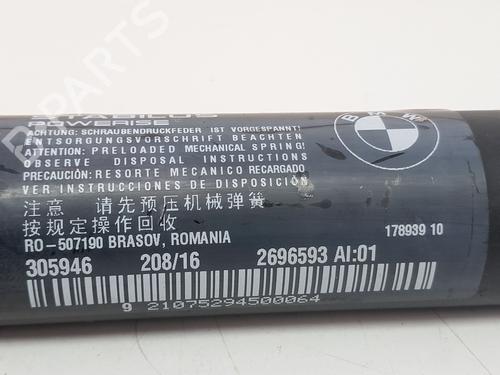 STABILUS
POWERISE
ACHTUNG: SCHRAUBENDRUCKFEDER IST VORGESPANNT!
ENTSORGUNGSVORSCHRIFT BEACHTEN
ATTENTION: PRELOADED MECHANICAL SPRING!
OBSERVE DISPOSAL INSTRUCTIONS
PRECAUCIÓN: RESORTE MECANICO RECARGADO
VER INSTRUCCIONES DE DISPOSICIÓN
注意 请先预压机械弹簧
按规定操作回收
RO-507190 BRASOV, ROMANIA
178939 10
305946 208/16 2696593 AI:01
9 21075294500064
BMW